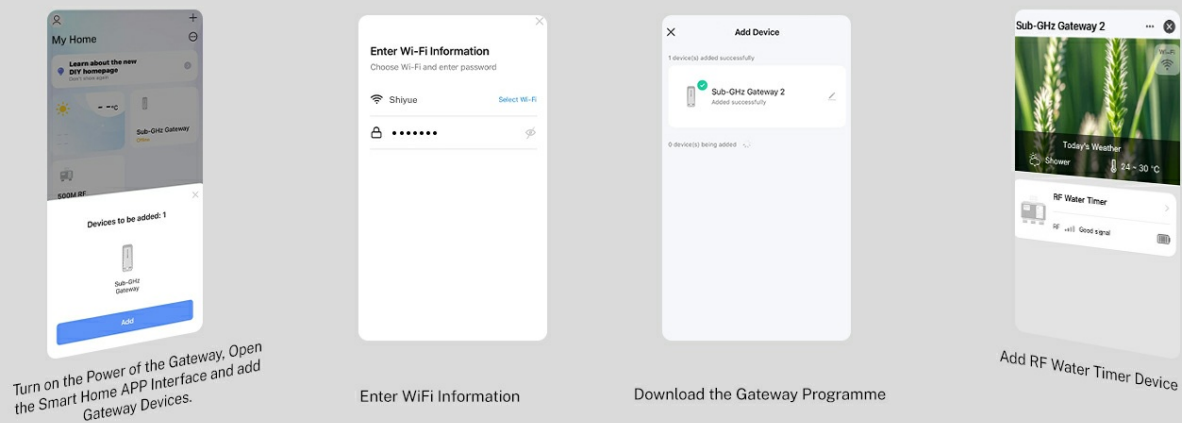 My Home
Learn about the new
DIY homepage
Don't show again
Sub-GHz Gateway
Offline
500M RF
Devices to be added: 1
Sub-GHz
Gateway
Add
Turn on the Power of the Gateway, Open
the Smart Home APP Interface and add
Gateway Devices.
Enter Wi-Fi Information
Choose Wi-Fi and enter password
Shiyue
Select Wi-Fi
Enter WiFi Information
Add Device
1 device(s) added successfully
Sub-GHz Gateway 2
Added successfully
0 device(s) being added
Download the Gateway Programme
Sub-GHz Gateway 2
Wi-Fi
Today's Weather
Shower
24 ~ 30 °C
RF Water Timer
RF Good signal
Add RF Water Timer Device